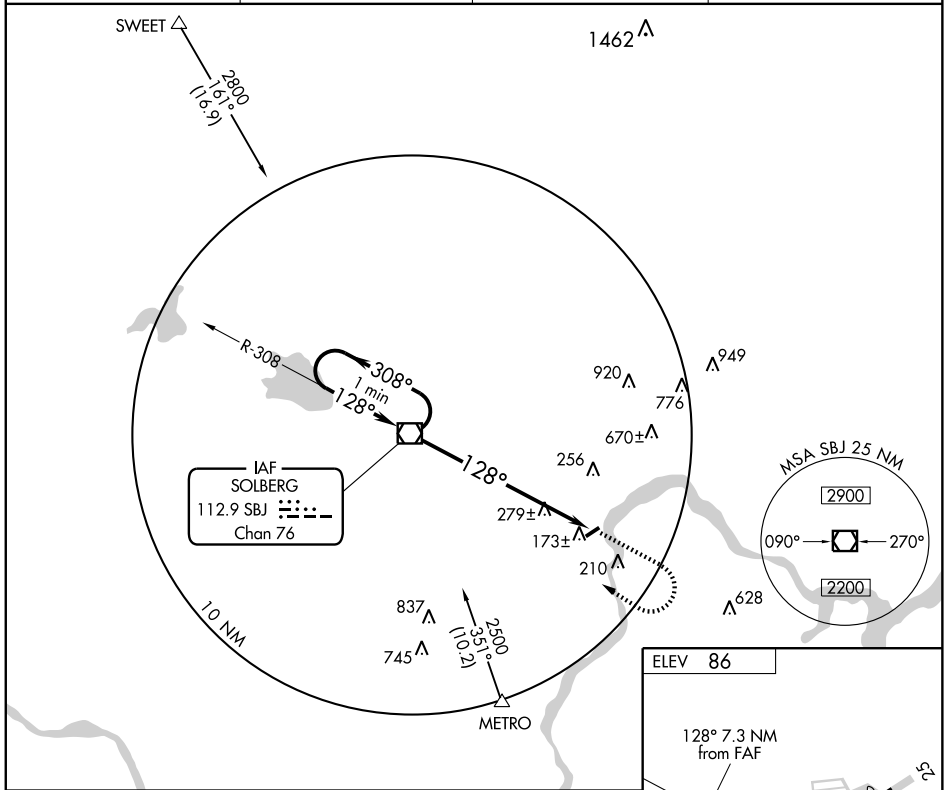 SWEET
2800
161°
(16.9)
1462
R-308
308°
1 min
128°
128°
IAF
SOLBERG
112.9 SBJ
Chan 76
949
920
776
670±
256
279±
173±
210
628
837
745
10 NM
2500
351°
(10.2)
METRO
MSA SBJ 25 NM
2900
090°
270°
2200
ELEV 86
128° 7.3 NM
from FAF
25